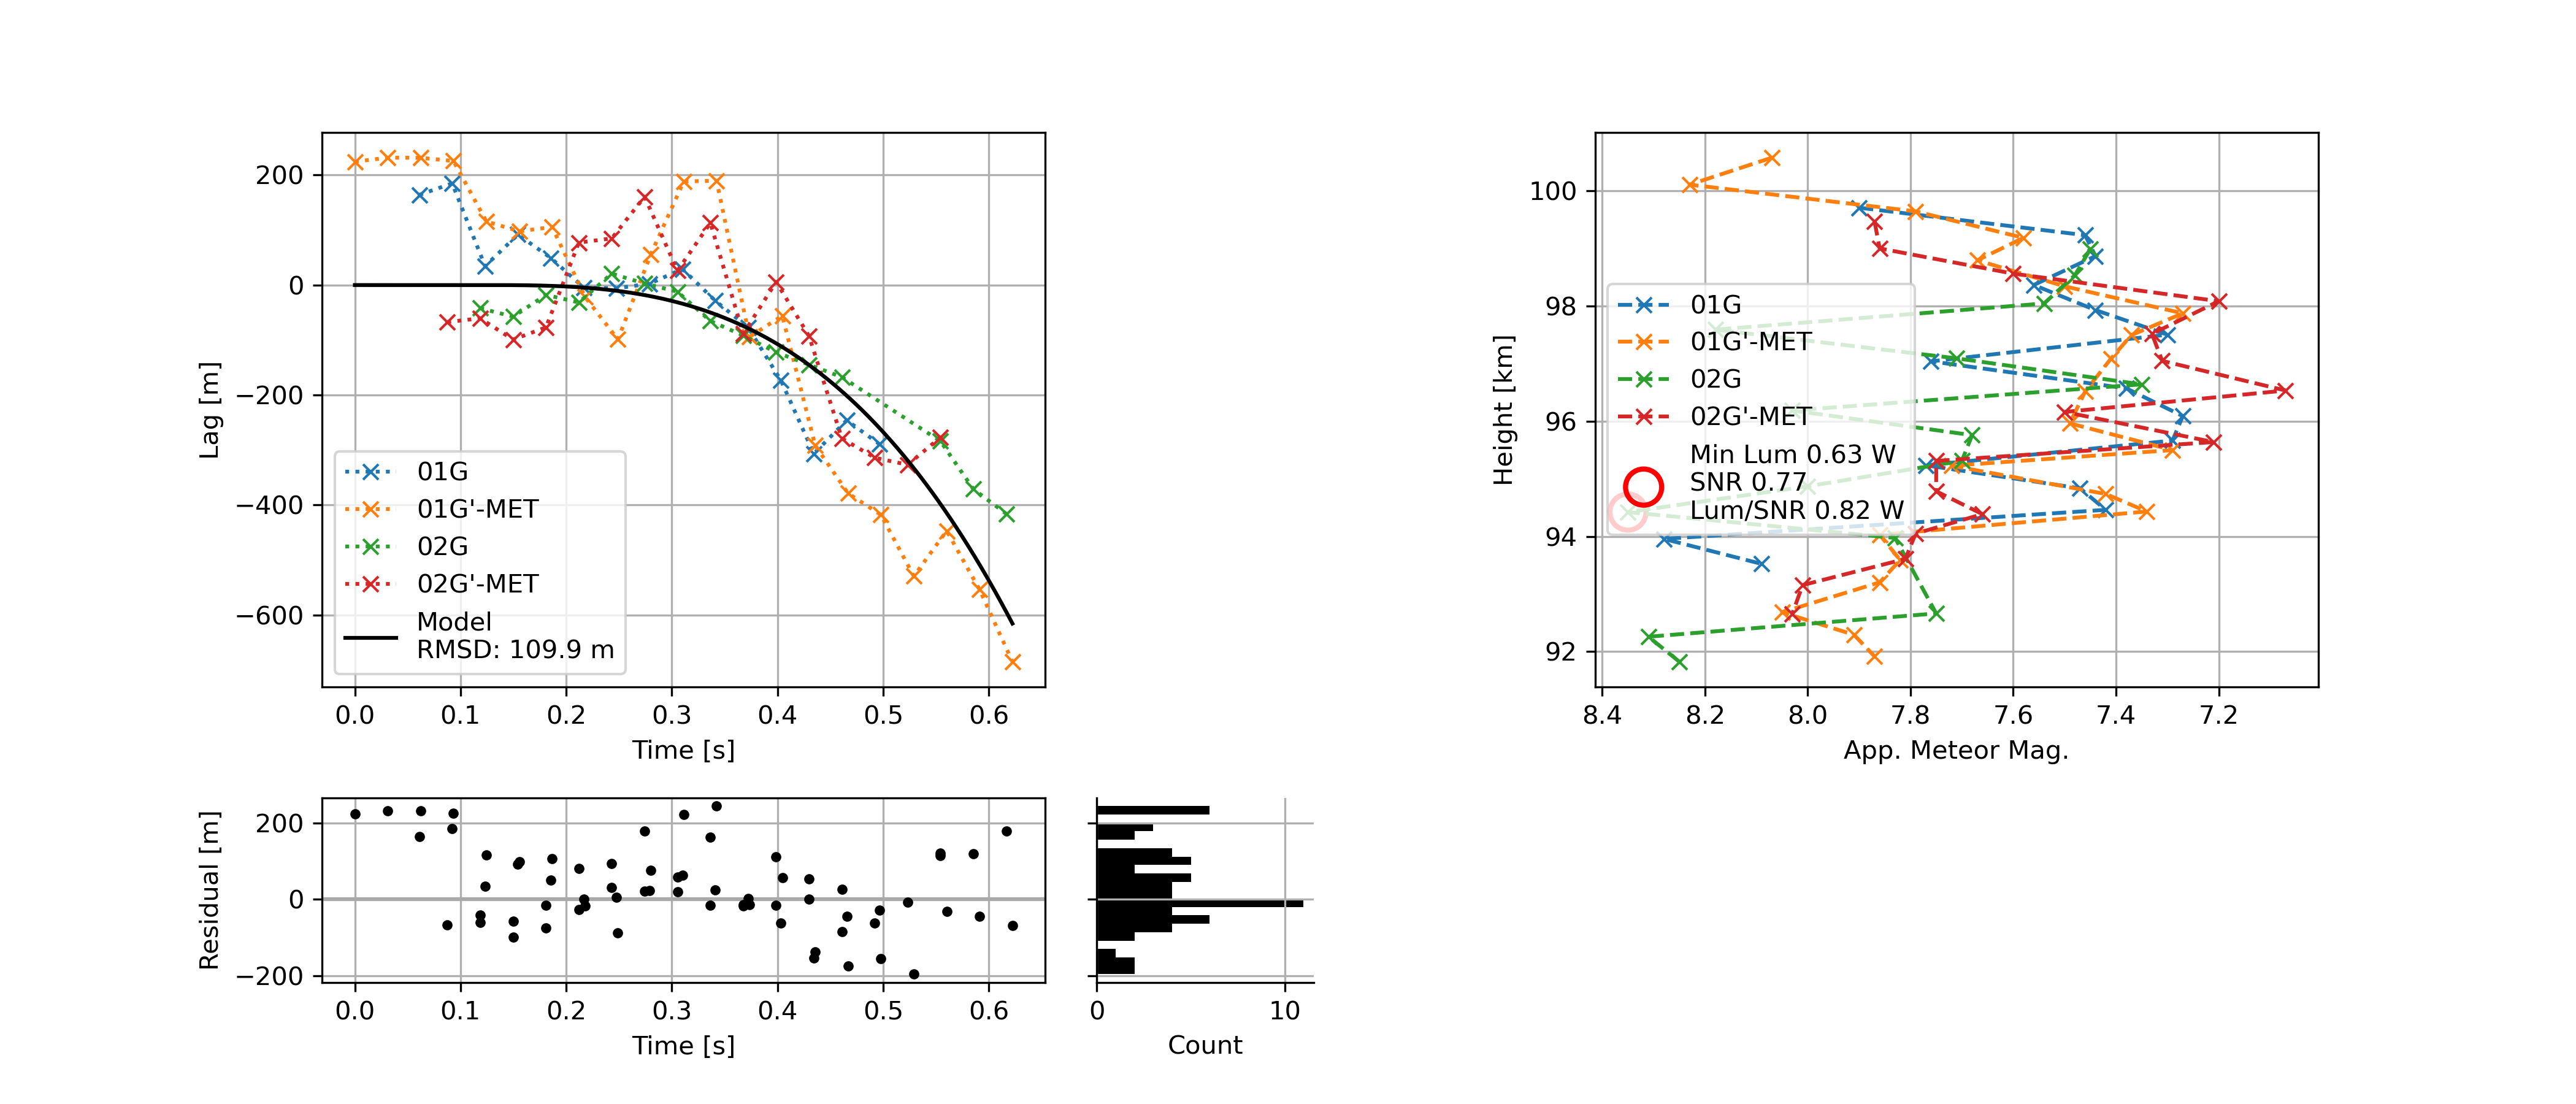 200
0
−200
−400
−600
Lag [m]
01G
01G'-MET
02G
02G'-MET
Model
RMSD: 109.9 m
0.0 0.1 0.2 0.3 0.4 0.5 0.6
Time [s]
100
98
96
94
92
Height [km]
01G
01G'-MET
02G
02G'-MET
Min Lum 0.63 W
SNR 0.77
Lum/SNR 0.82 W
8.4 8.2 8.0 7.8 7.6 7.4 7.2
App. Meteor Mag.
200
0
−200
Residual [m]
0.0 0.1 0.2 0.3 0.4 0.5 0.6
Time [s]
0 10
Count